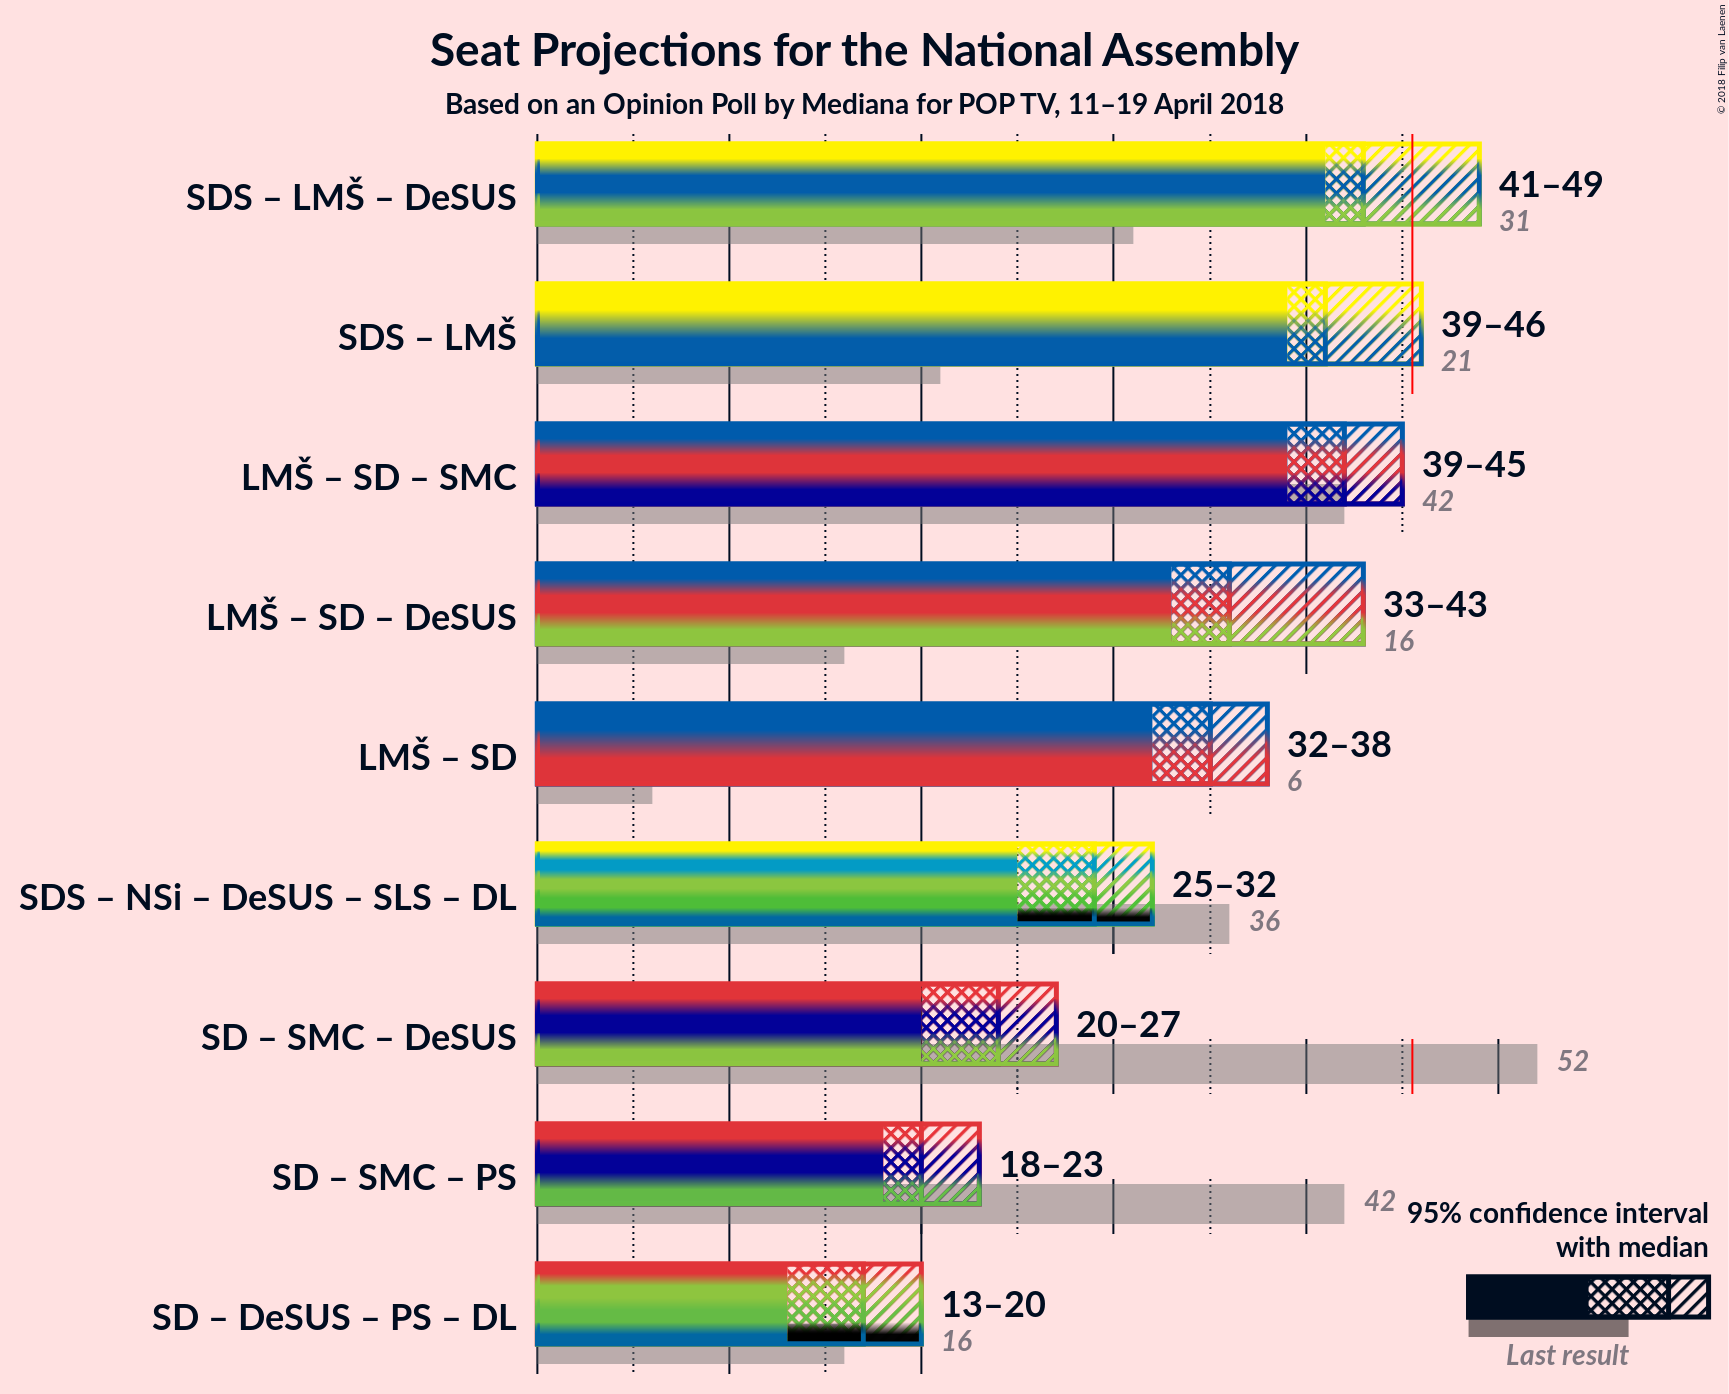 Seat Projections for the National Assembly
Based on an Opinion Poll by Mediana for POP TV, 11–19 April 2018
© 2018 Filip van Laenen
SDS – LMŠ – DeSUS
41–49
31
SDS – LMŠ
39–46
21
LMŠ – SD – SMC
39–45
42
LMŠ – SD – DeSUS
33–43
16
LMŠ – SD
32–38
6
SDS – NSi – DeSUS – SLS – DL
25–32
36
SD – SMC – DeSUS
20–27
52
SD – SMC – PS
18–23
42
SD – DeSUS – PS – DL
13–20
16
95% confidence interval
with median
Last result